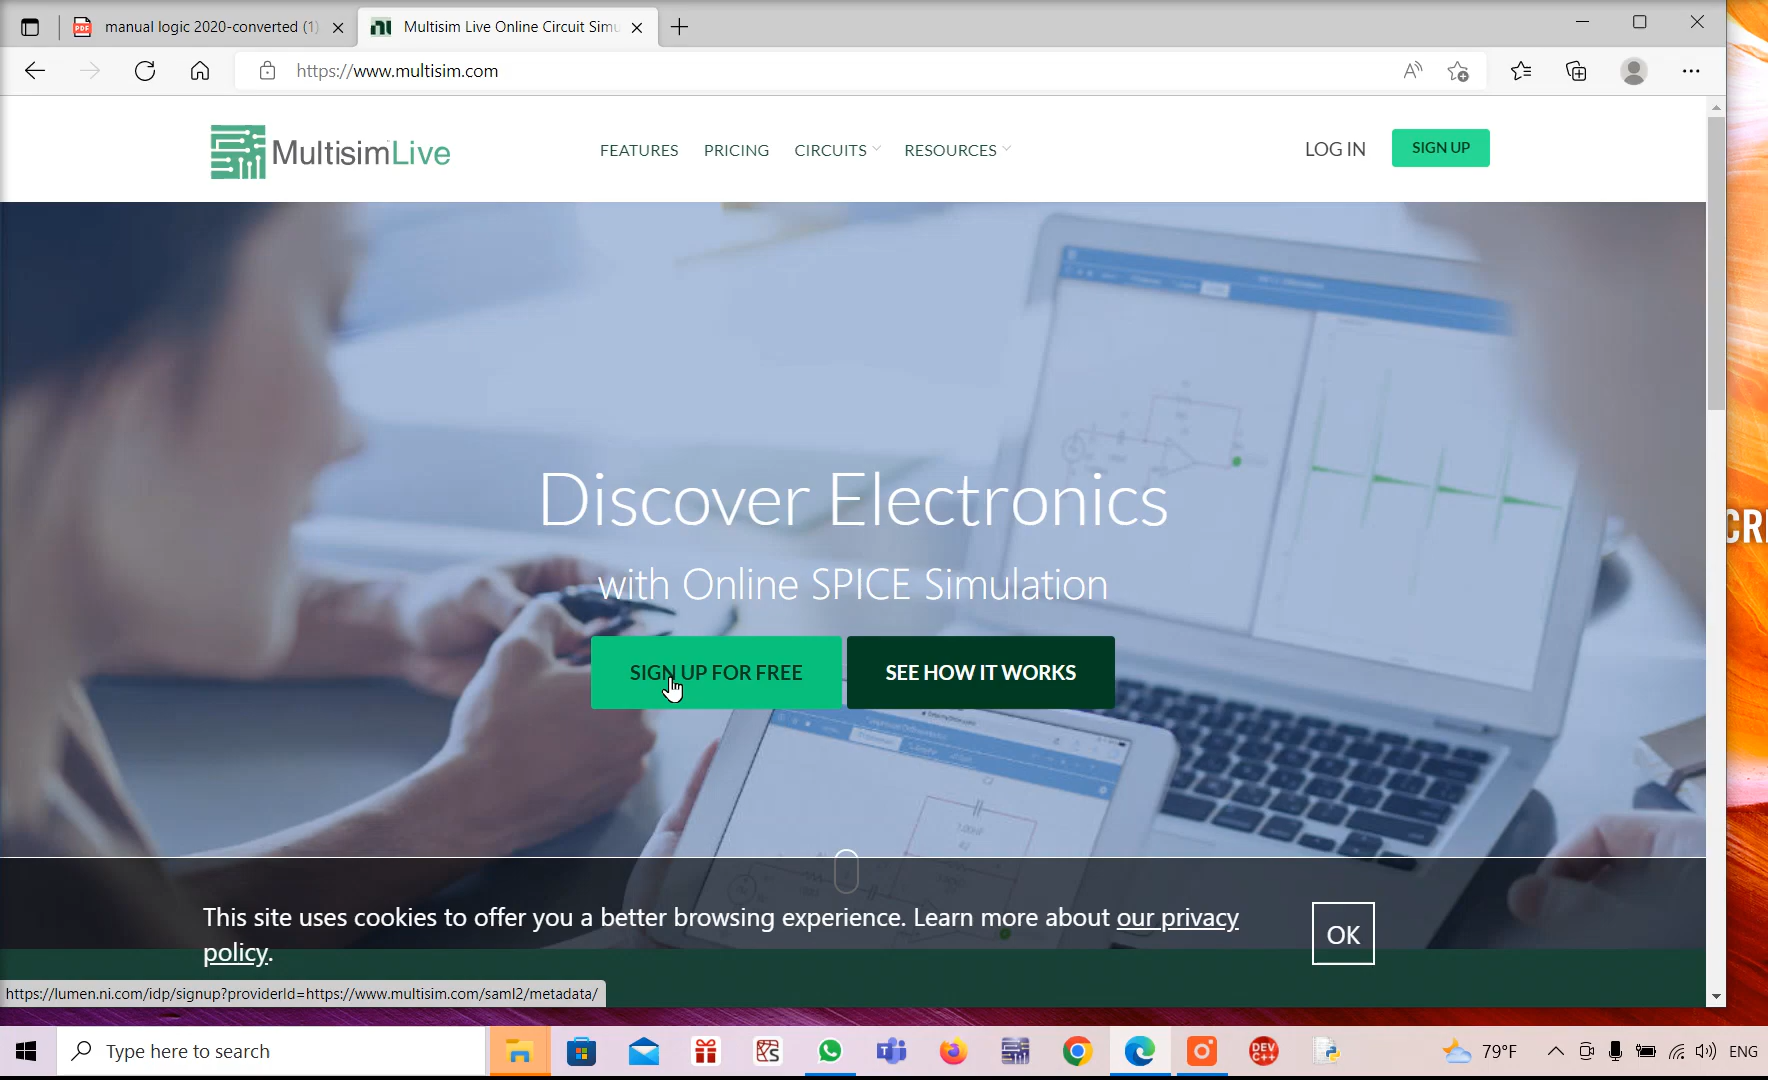 manual logic 2020-converted (1)
Multisim Live Online Circuit Simu
https://www.multisim.com
MultisimLive
FEATURES
PRICING
CIRCUITS
RESOURCES
LOG IN
SIGN UP
Discover Electronics
with Online SPICE Simulation
SIGN UP FOR FREE
SEE HOW IT WORKS
This site uses cookies to offer you a better browsing experience. Learn more about our privacy
policy.
OK
https://lumen.ni.com/idp/signup?providerId=https://www.multisim.com/saml2/metadata/
Type here to search
DEV
C++
79°F
ENG